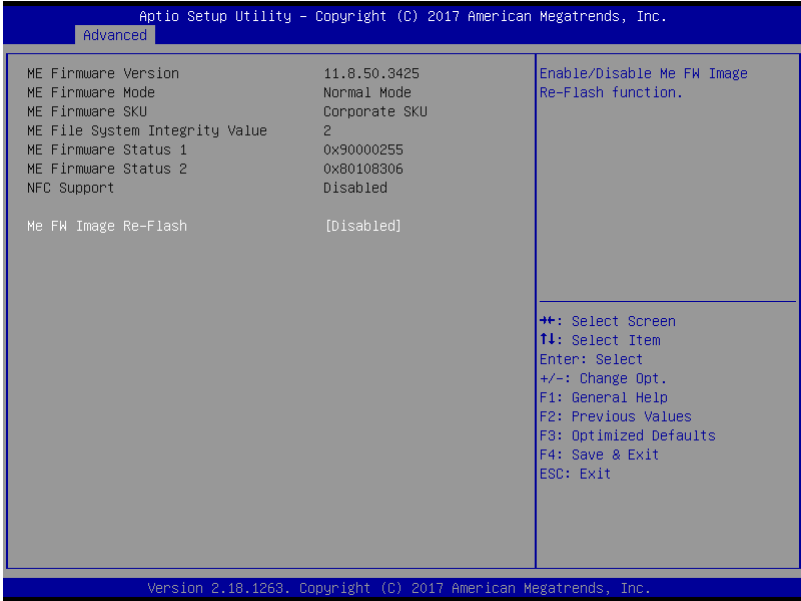 Aptio Setup Utility – Copyright (C) 2017 American Megatrends, Inc.
Advanced
ME Firmware Version 11.8.50.3425
ME Firmware Mode Normal Mode
ME Firmware SKU Corporate SKU
ME File System Integrity Value 2
ME Firmware Status 1 0x90000255
ME Firmware Status 2 0x80108306
NFC Support Disabled
Me FW Image Re-Flash [Disabled]
Enable/Disable Me FW Image
Re-Flash function.
→←: Select Screen
↑↓: Select Item
Enter: Select
+/-: Change Opt.
F1: General Help
F2: Previous Values
F3: Optimized Defaults
F4: Save & Exit
ESC: Exit
Version 2.18.1263. Copyright (C) 2017 American Megatrends, Inc.